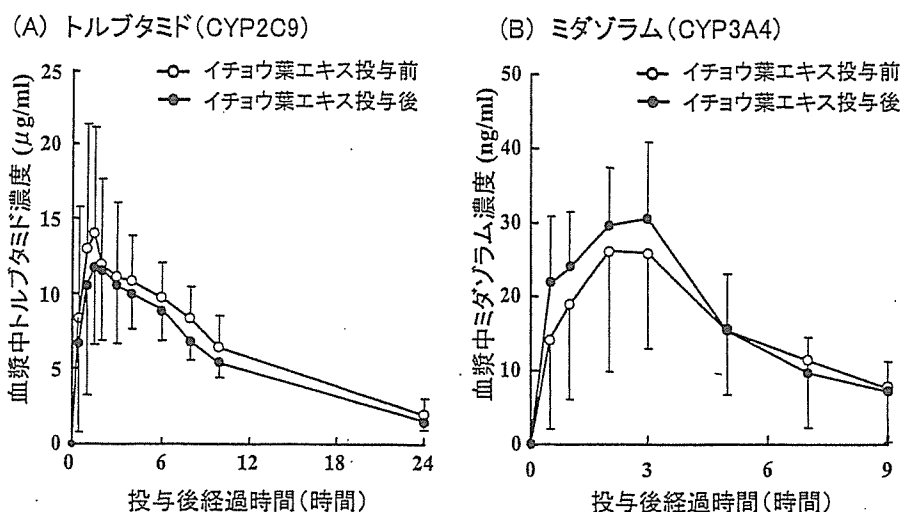 (A) トルブタミド(CYP2C9)
血漿中トルブタミド濃度 (μg/ml)
25
20
15
10
5
0
イチョウ葉エキス投与前
イチョウ葉エキス投与後
0 6 12 18 24
投与後経過時間(時間)
(B) ミダゾラム(CYP3A4)
血漿中ミダゾラム濃度 (ng/ml)
50
40
30
20
10
0
イチョウ葉エキス投与前
イチョウ葉エキス投与後
0 3 6 9
投与後経過時間(時間)